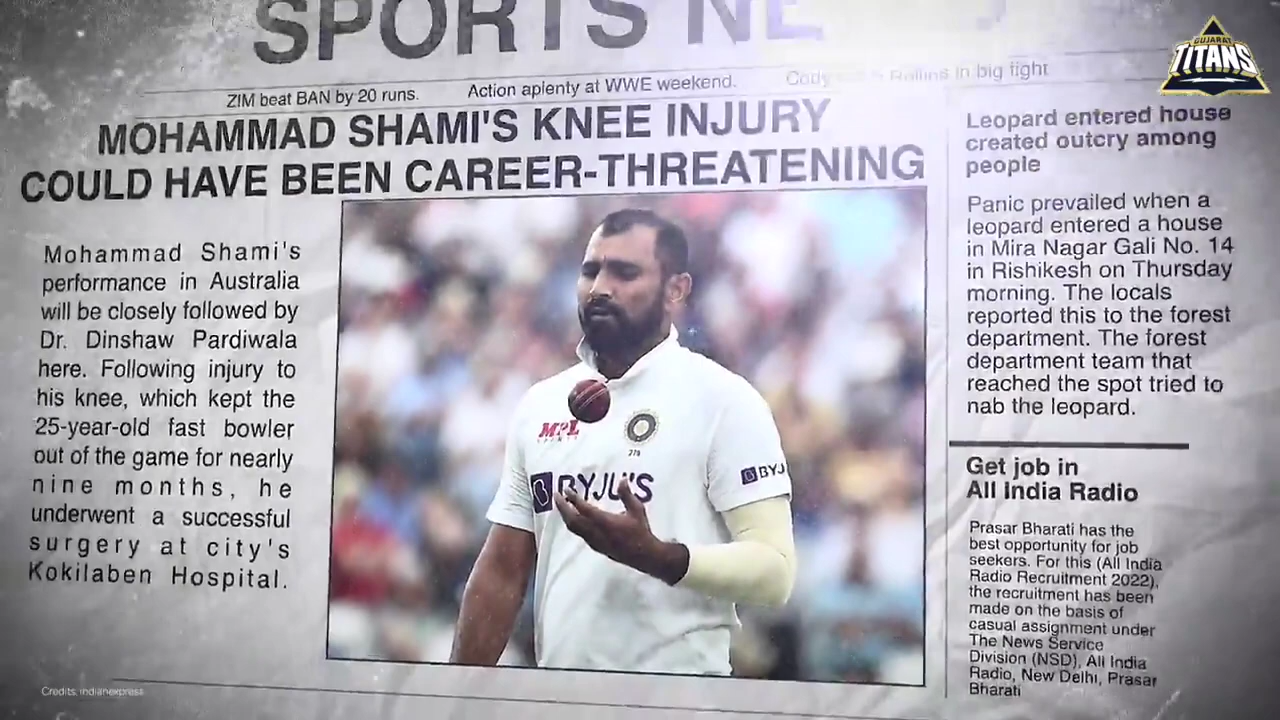 SPORTS NE
GUJARAT
TITANS
ZIM beat BAN by 20 runs.
Action aplenty at WWE weekend.
Cody Rollins in big fight
MOHAMMAD SHAMI'S KNEE INJURY
COULD HAVE BEEN CAREER-THREATENING
Mohammad Shami's
performance in Australia
will be closely followed by
Dr. Dinshaw Pardiwala
here. Following injury to
his knee, which kept the
25-year-old fast bowler
out of the game for nearly
nine months, he
underwent a successful
surgery at city's
Kokilaben Hospital.
MPL
SPORTS
BYJU'S
BYJU
Leopard entered house
created outcry among
people
Panic prevailed when a
leopard entered a house
in Mira Nagar Gali No. 14
in Rishikesh on Thursday
morning. The locals
reported this to the forest
department. The forest
department team that
reached the spot tried to
nab the leopard.
Get job in
All India Radio
Prasar Bharati has the
best opportunity for job
seekers. For this (All India
Radio Recruitment 2022),
the recruitment has been
made on the basis of
casual assignment under
The News Service
Division (NSD), All India
Radio, New Delhi, Prasar
Bharati
Credits: indianexpress